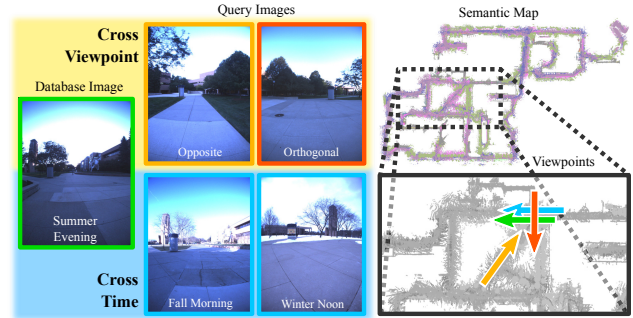 Query Images
Semantic Map
Cross
Viewpoint
Database Image
Opposite
Orthogonal
Viewpoints
Summer
Evening
Cross
Time
Fall Morning
Winter Noon